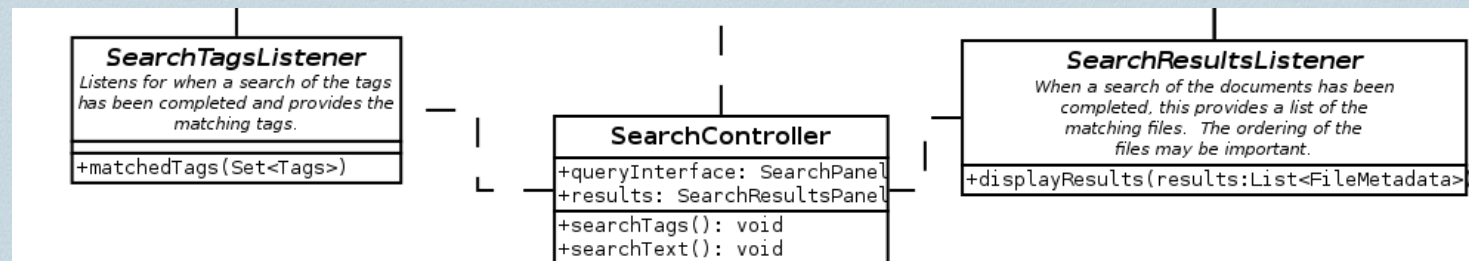 SearchTagsListener
Listens for when a search of the tags
has been completed and provides the
matching tags.
+matchedTags(Set<Tags>)
SearchController
+queryInterface: SearchPanel
+results: SearchResultsPanel
+searchTags(): void
+searchText(): void
SearchResultsListener
When a search of the documents has been
completed, this provides a list of the
matching files. The ordering of the
files may be important.
+displayResults(results:List<FileMetadata>)